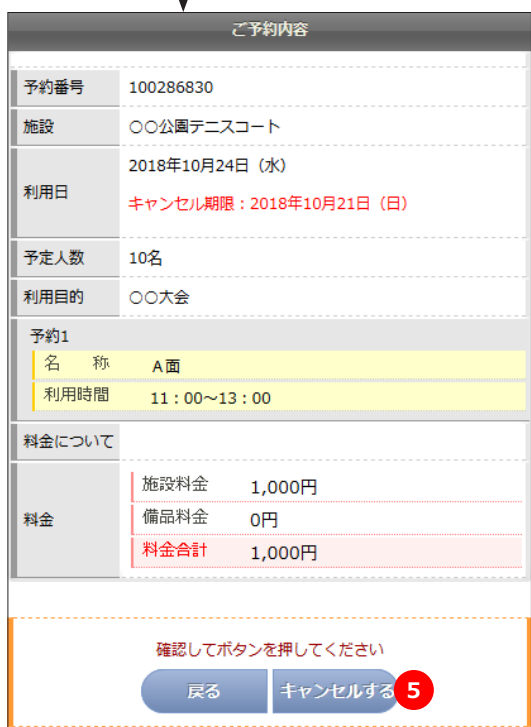 ご予約内容
予約番号 100286830
施設 〇〇公園テニスコート
利用日 2018年10月24日（水）
キャンセル期限：2018年10月21日（日）
予定人数 10名
利用目的 〇〇大会
予約1
名　称 A面
利用時間 11：00～13：00
料金について
料金
施設料金 1,000円
備品料金 0円
料金合計 1,000円
確認してボタンを押してください
戻る キャンセルする 5